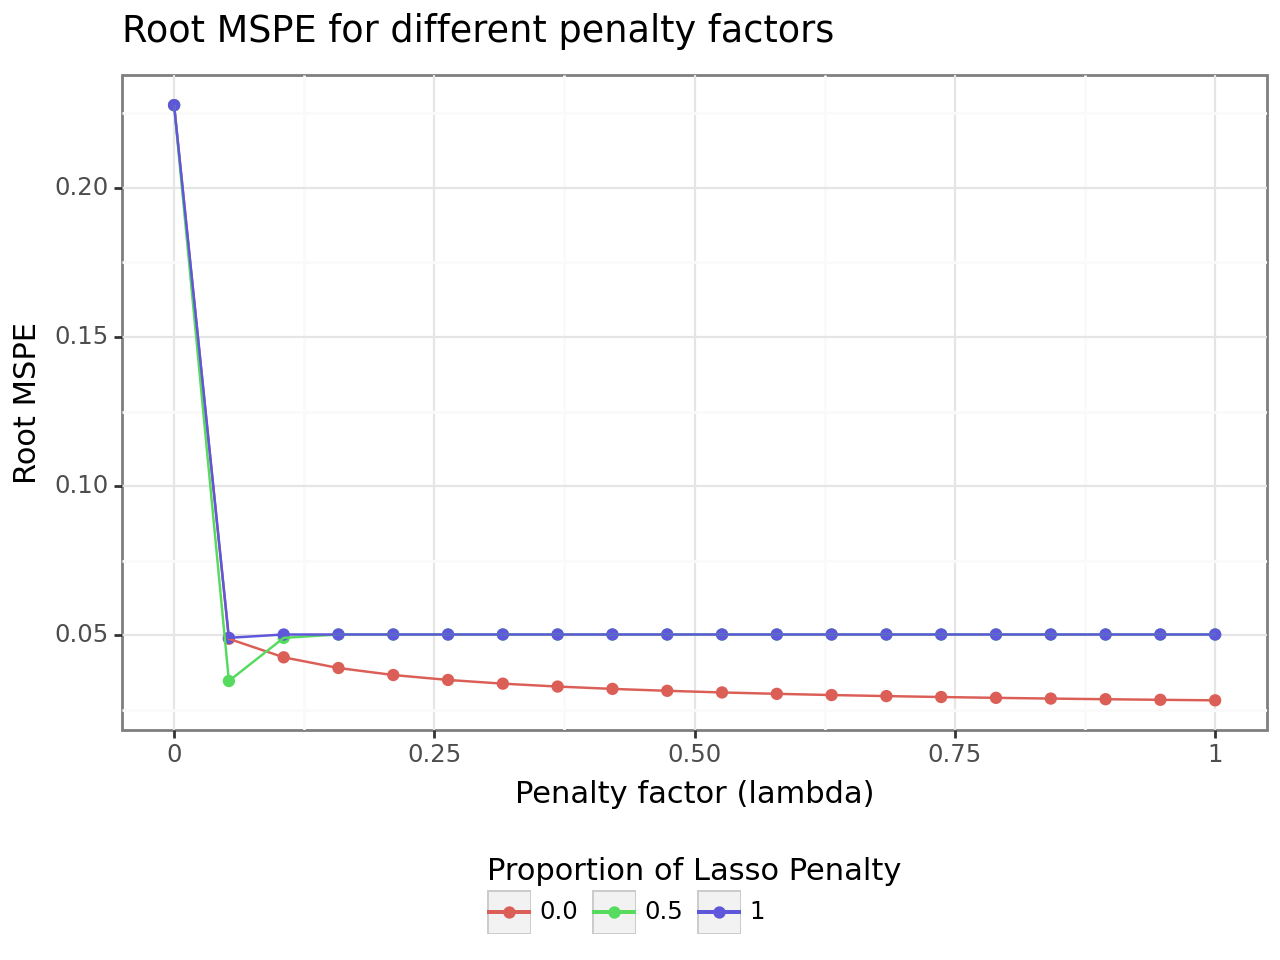 Root MSPE for different penalty factors
Root MSPE
0.20
0.15
0.10
0.05
0 0.25 0.50 0.75 1
Penalty factor (lambda)
Proportion of Lasso Penalty
0.0 0.5 1